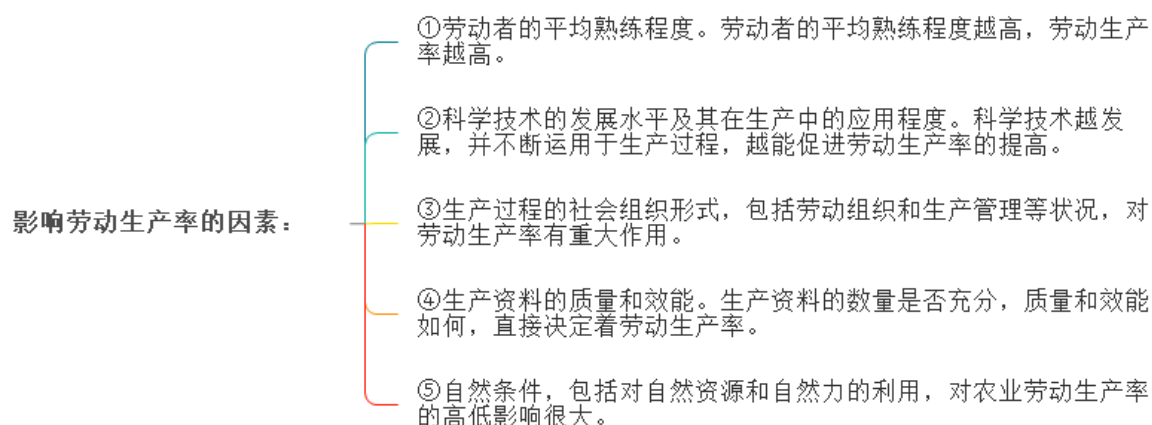 ①劳动者的平均熟练程度。劳动者的平均熟练程度越高，劳动生产
率越高。
②科学技术的发展水平及其在生产中的应用程度。科学技术越发
展，并不断运用于生产过程，越能促进劳动生产率的提高。
影响劳动生产率的因素：
③生产过程的社会组织形式，包括劳动组织和生产管理等状况，对
劳动生产率有重大作用。
④生产资料的质量和效能。生产资料的数量是否充分，质量和效能
如何，直接决定着劳动生产率。
⑤自然条件，包括对自然资源和自然力的利用，对农业劳动生产率
的高低影响很大。